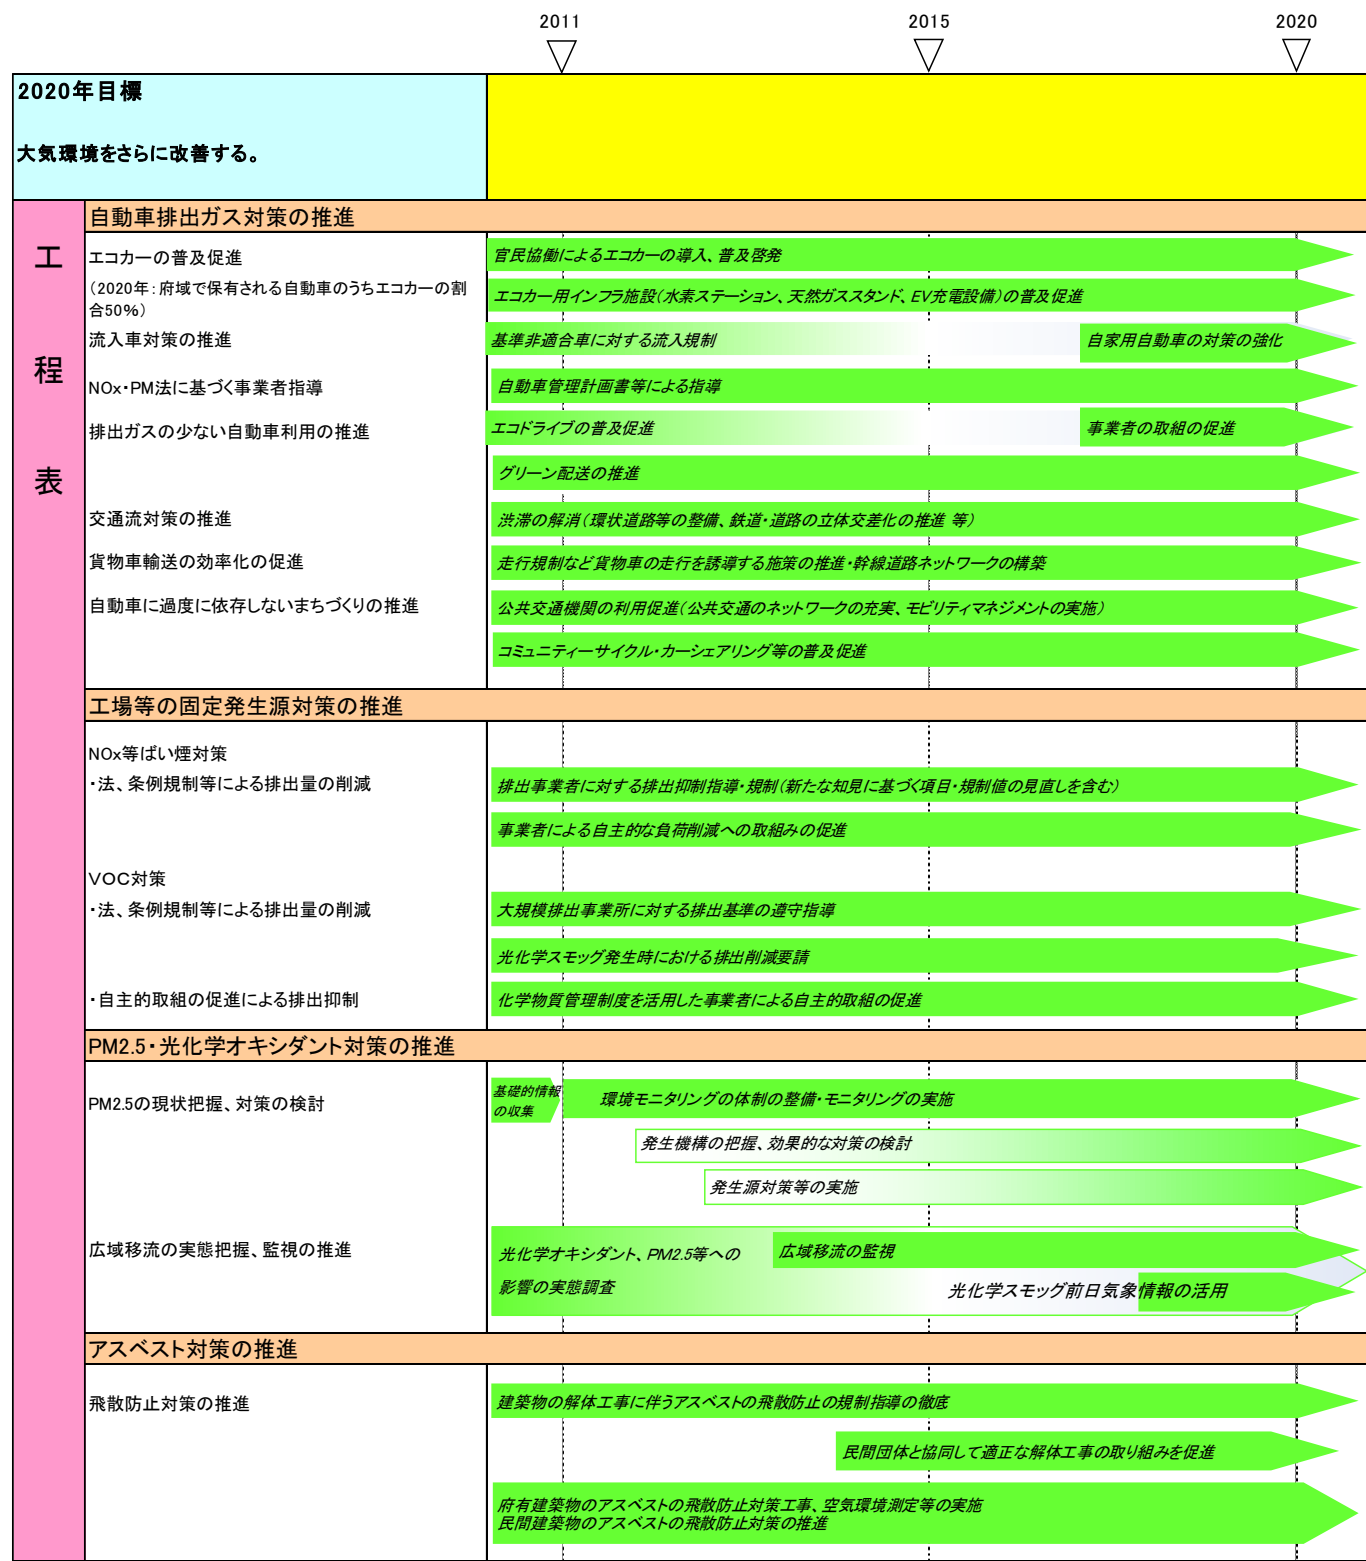 2011
2015
2020
2020年目標
大気環境をさらに改善する。
工
程
表
自動車排出ガス対策の推進
エコカーの普及促進
官民協働によるエコカーの導入、普及啓発
（2020年：府域で保有される自動車のうちエコカーの割
合50%）
エコカー用インフラ施設（水素ステーション、天然ガススタンド、EV充電設備）の普及促進
流入車対策の推進
基準非適合車に対する流入規制
自家用自動車の対策の強化
NOx・PM法に基づく事業者指導
自動車管理計画書等による指導
排出ガスの少ない自動車利用の推進
エコドライブの普及促進
事業者の取組の促進
グリーン配送の推進
交通流対策の推進
渋滞の解消（環状道路等の整備、鉄道・道路の立体交差化の推進 等）
貨物車輸送の効率化の促進
走行規制など貨物車の走行を誘導する施策の推進・幹線道路ネットワークの構築
自動車に過度に依存しないまちづくりの推進
公共交通機関の利用促進（公共交通のネットワークの充実、モビリティマネジメントの実施）
コミュニティーサイクル・カーシェアリング等の普及促進
工場等の固定発生源対策の推進
NOx等ばい煙対策
・法、条例規制等による排出量の削減
排出事業者に対する排出抑制指導・規制（新たな知見に基づく項目・規制値の見直しを含む）
事業者による自主的な負荷削減への取組みの促進
VOC対策
・法、条例規制等による排出量の削減
大規模排出事業所に対する排出基準の遵守指導
光化学スモッグ発生時における排出削減要請
・自主的取組の促進による排出抑制
化学物質管理制度を活用した事業者による自主的取組の促進
PM2.5・光化学オキシダント対策の推進
PM2.5の現状把握、対策の検討
基礎的情報
の収集
環境モニタリングの体制の整備・モニタリングの実施
発生機構の把握、効果的な対策の検討
発生源対策等の実施
広域移流の実態把握、監視の推進
光化学オキシダント、PM2.5等への
影響の実態調査
広域移流の監視
光化学スモッグ前日気象情報の活用
アスベスト対策の推進
飛散防止対策の推進
建築物の解体工事に伴うアスベストの飛散防止の規制指導の徹底
民間団体と協同して適正な解体工事の取り組みを促進
府有建築物のアスベストの飛散防止対策工事、空気環境測定等の実施
民間建築物のアスベストの飛散防止対策の推進